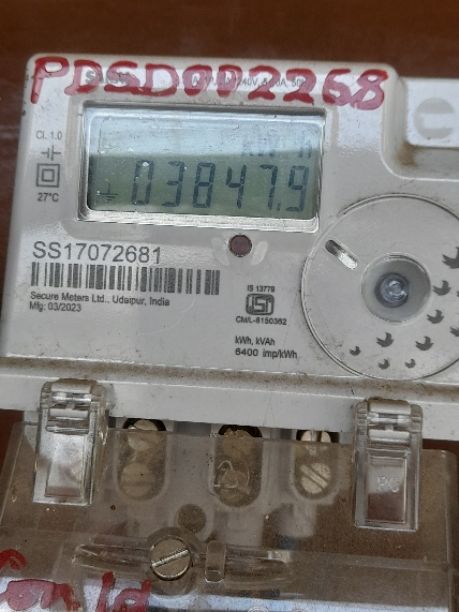 PDSD002268
Cl. 1.0
27°C
kW h
03847.9
SS17072681
Secure Meters Ltd., Udaipur, India
Mfg: 03/2023
IS 13779
CM/L-8150362
kWh, kVAh
6400 imp/kWh